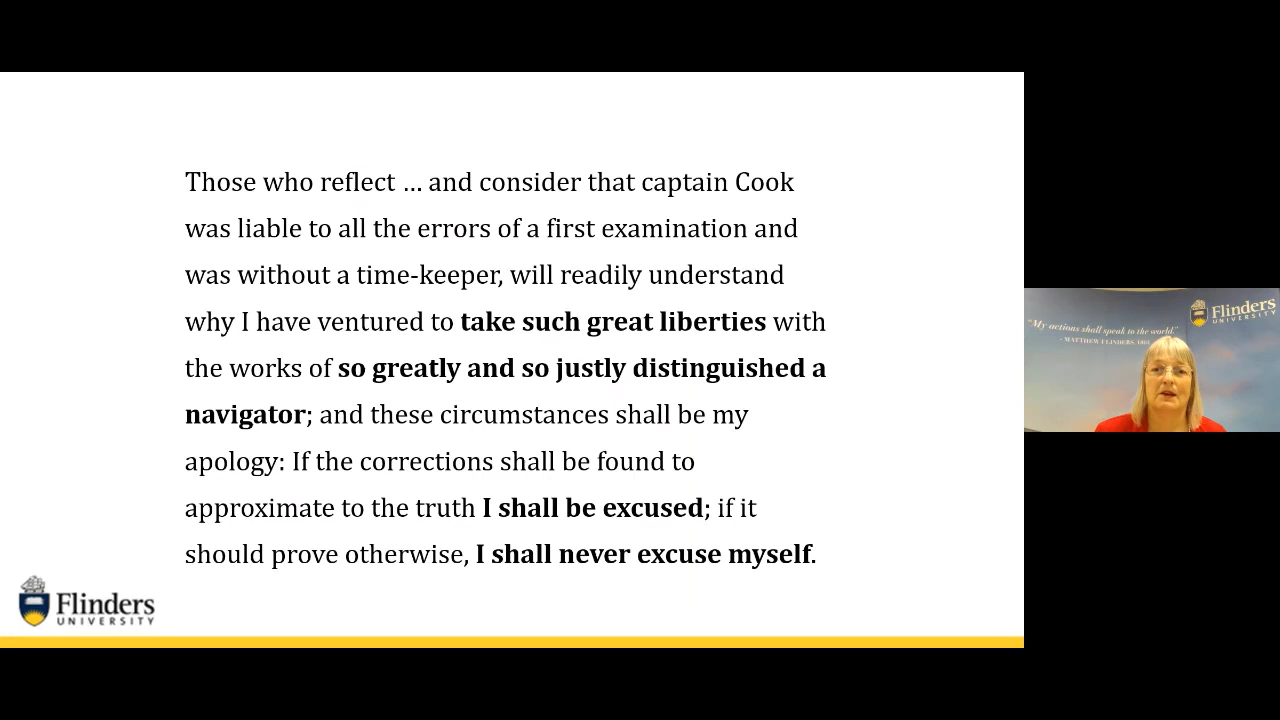 Those who reflect … and consider that captain Cook
was liable to all the errors of a first examination and
was without a time-keeper, will readily understand
why I have ventured to take such great liberties with
the works of so greatly and so justly distinguished a
navigator; and these circumstances shall be my
apology: If the corrections shall be found to
approximate to the truth I shall be excused; if it
should prove otherwise, I shall never excuse myself.
Flinders
UNIVERSITY
Flinders
UNIVERSITY
"My actions shall speak to the world."
- MATTHEW FLINDERS,